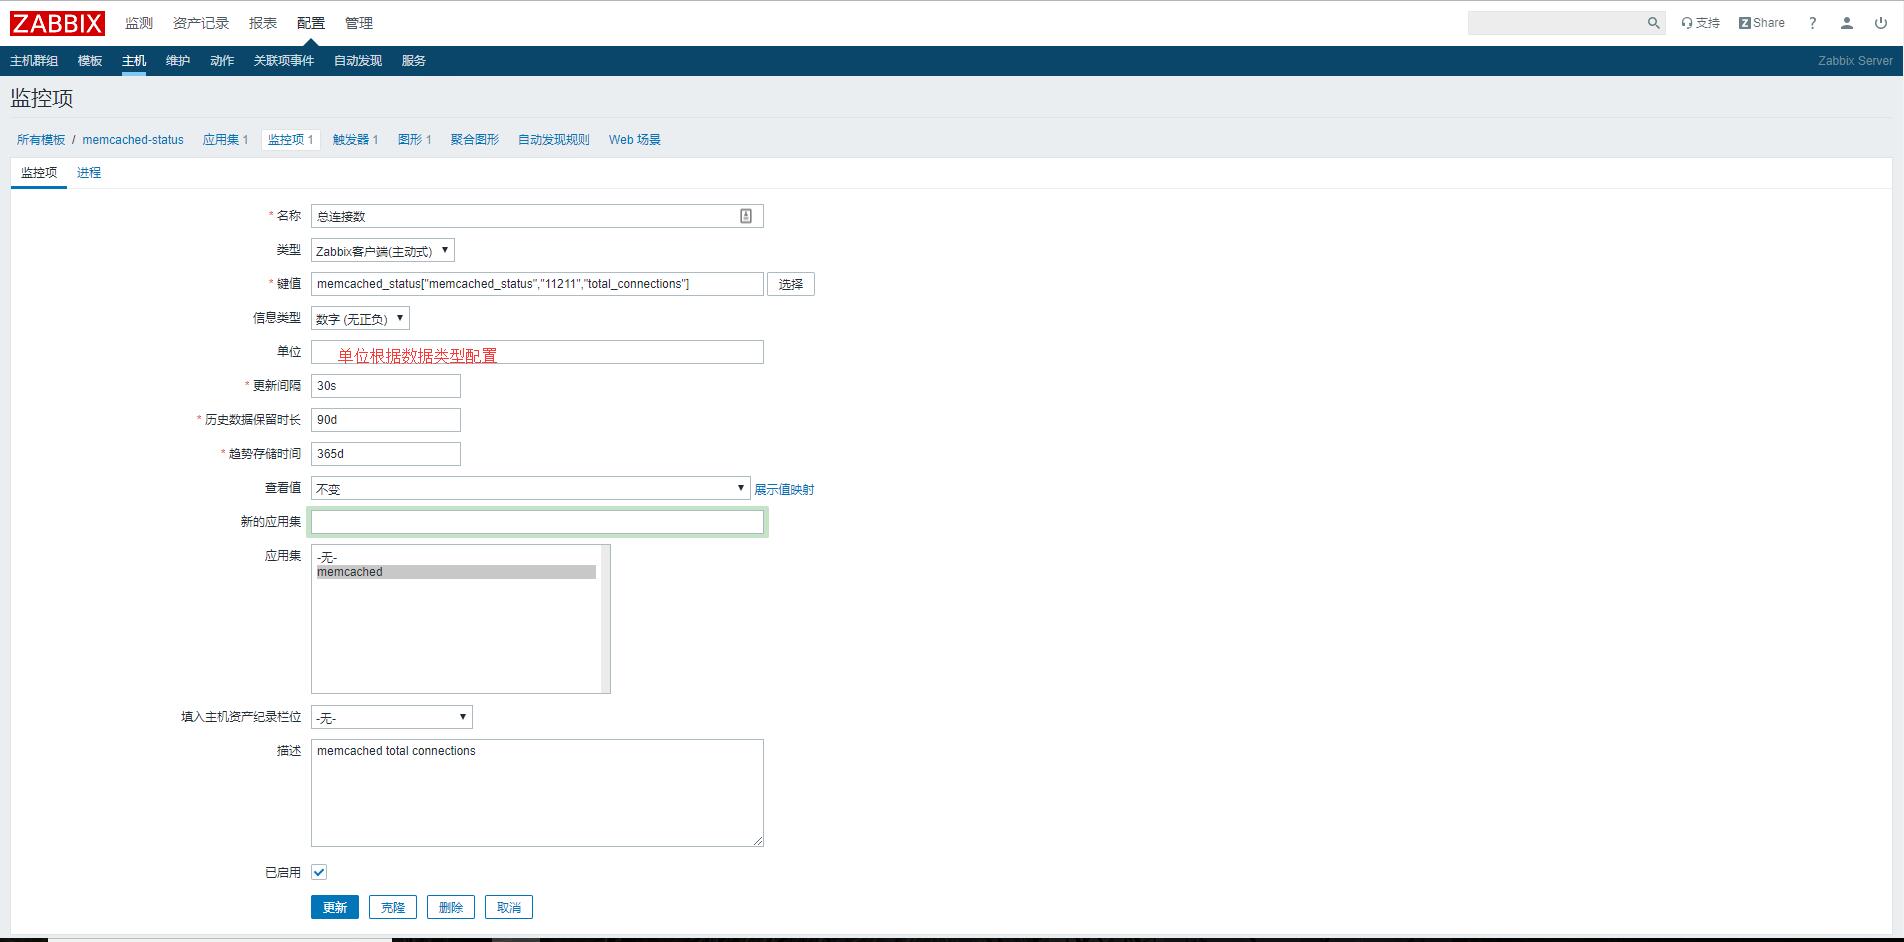 ZABBIX 监测 资产记录 报表 配置 管理 支持 Z Share ?
主机群组 模板 主机 维护 动作 关联项事件 自动发现 服务 Zabbix Server
监控项
所有模板 / memcached-status 应用集 1 监控项 1 触发器 1 图形 1 聚合图形 自动发现规则 Web 场景
监控项 进程
* 名称 总连接数
类型 Zabbix客户端(主动式)
* 键值 memcached_status["memcached_status","11211","total_connections"] 选择
信息类型 数字 (无正负)
单位 单位根据数据类型配置
* 更新间隔 30s
* 历史数据保留时长 90d
* 趋势存储时间 365d
查看值 不变 展示值映射
新的应用集
应用集 -无-
memcached
填入主机资产纪录栏位 -无-
描述 memcached total connections
已启用
更新 克隆 删除 取消